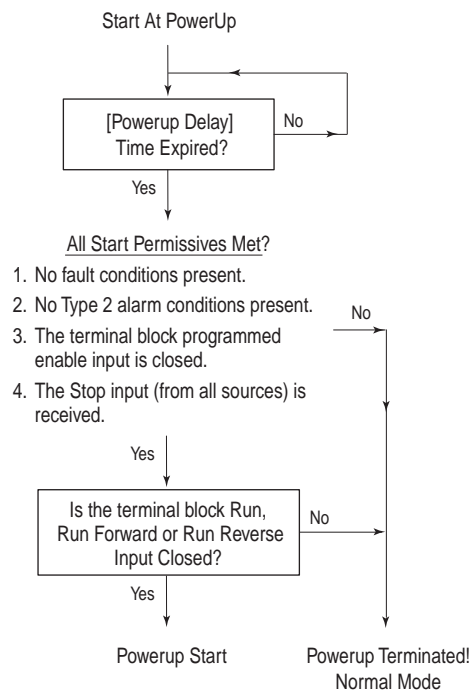 Start At PowerUp
[Powerup Delay]
Time Expired?
No
Yes
All Start Permissives Met?
1. No fault conditions present.
2. No Type 2 alarm conditions present.
3. The terminal block programmed
enable input is closed.
4. The Stop input (from all sources) is
received.
No
Yes
Is the terminal block Run,
Run Forward or Run Reverse
Input Closed?
No
Yes
Powerup Start
Powerup Terminated!
Normal Mode